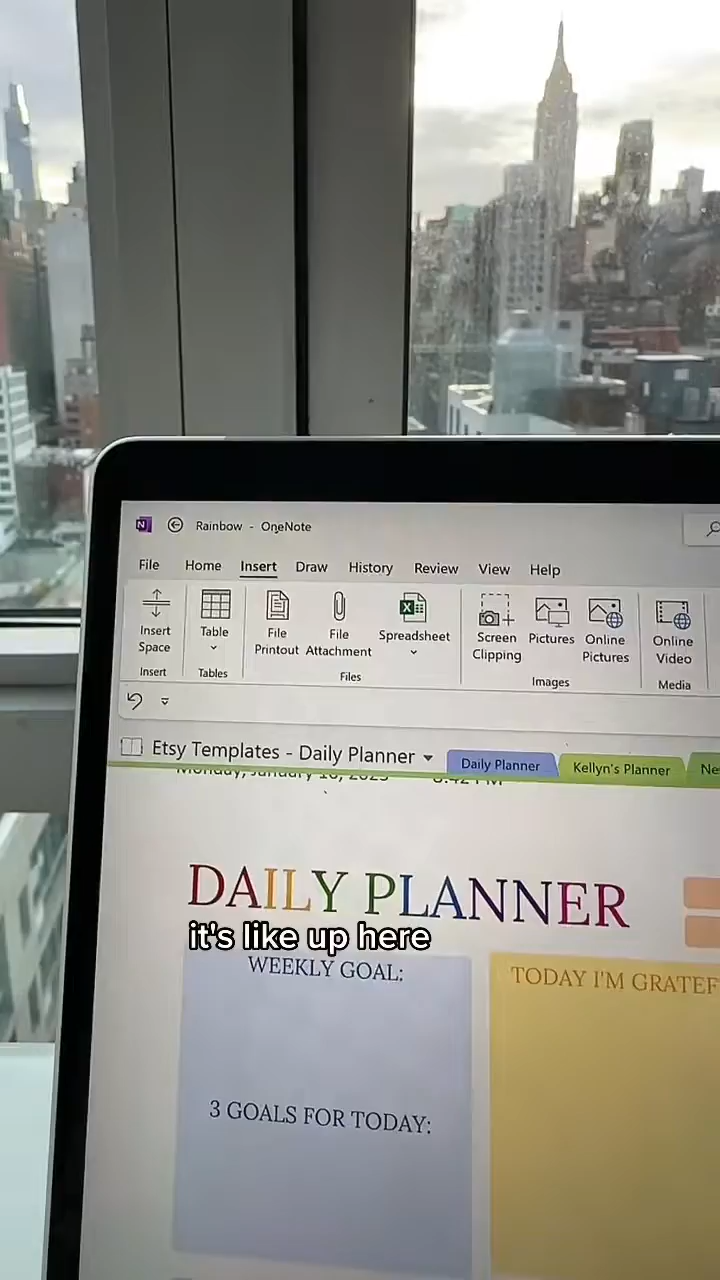 Rainbow - OneNote
File Home Insert Draw History Review View Help
Insert Space
Table
File Printout
File Attachment
Spreadsheet
Screen Clipping
Pictures
Online Pictures
Online Video
Insert Tables Files Images Media
Etsy Templates - Daily Planner
Daily Planner
Kellyn's Planner
DAILY PLANNER
it's like up here
WEEKLY GOAL:
TODAY I'M
3 GOALS FOR TODAY: